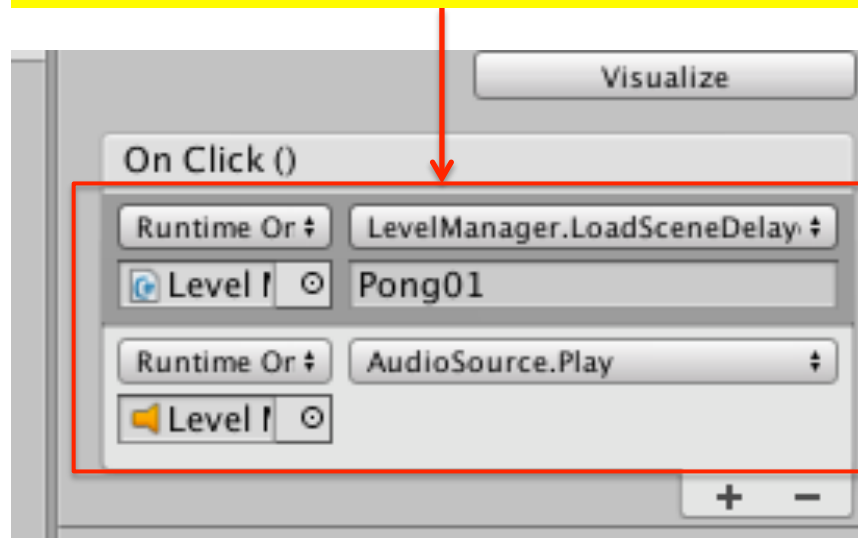 Visualize
On Click ()
Runtime Or LevelManager.LoadSceneDelay
Level Pong01
Runtime Or AudioSource.Play
Level
+ −